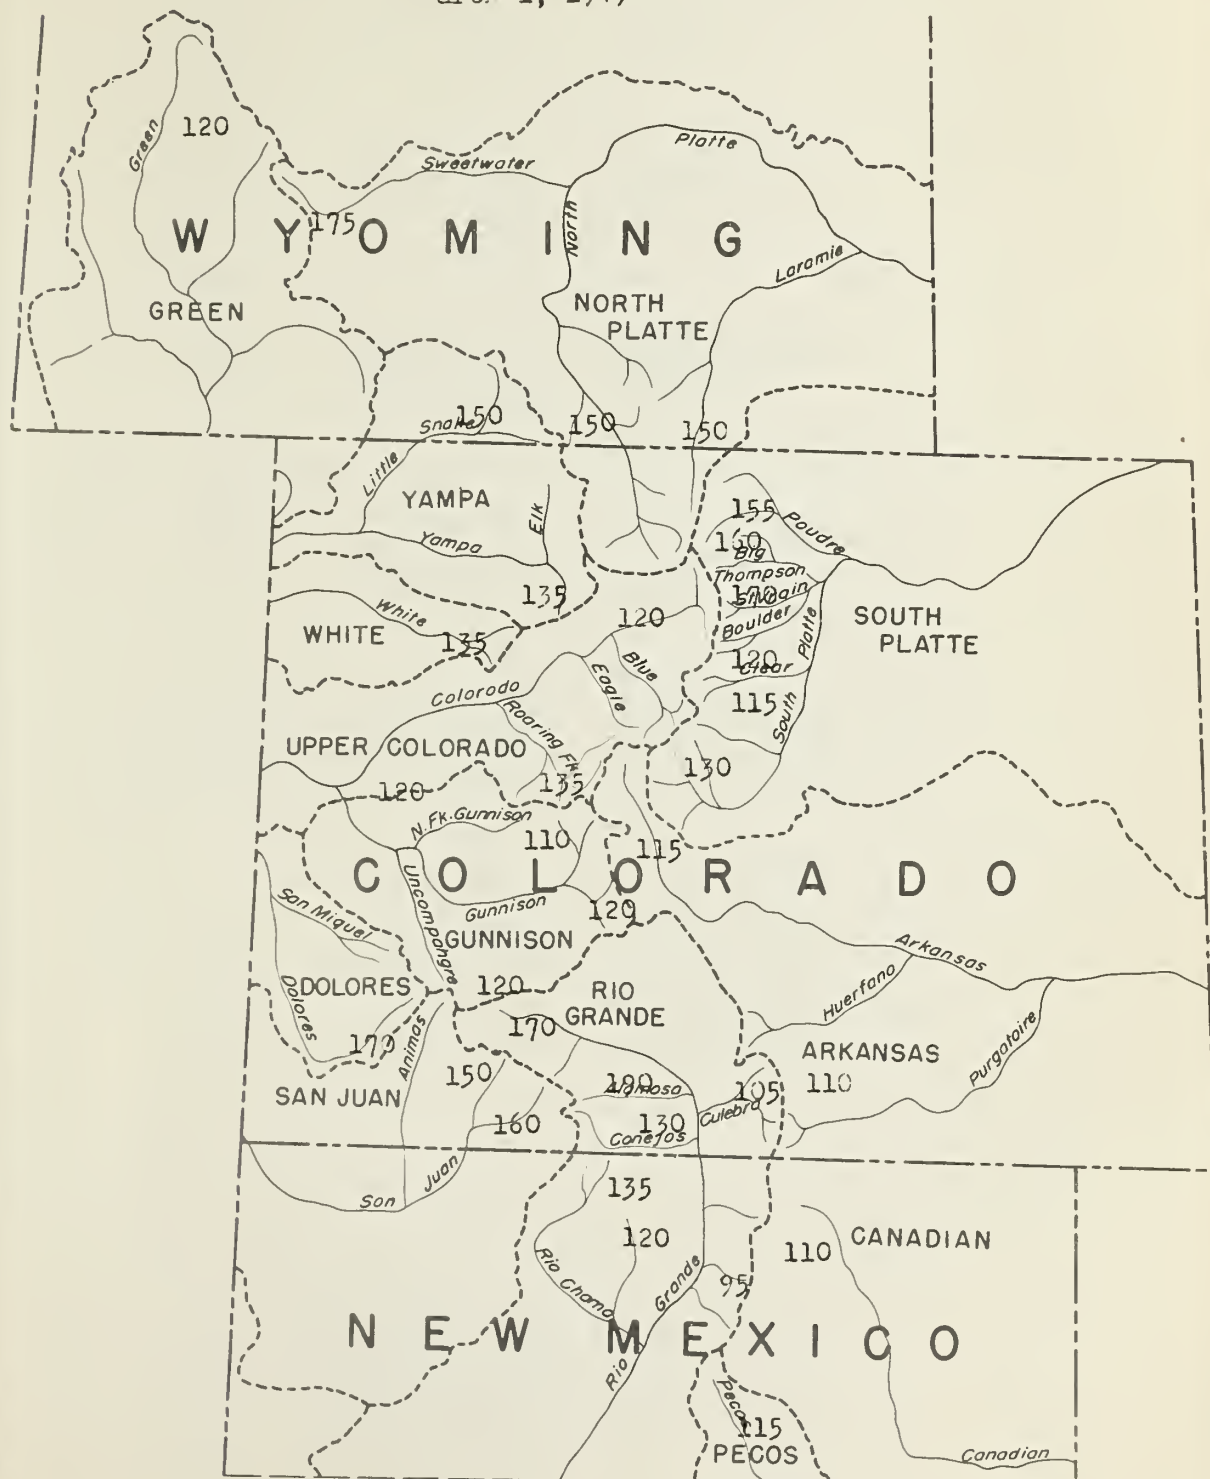 120
Green
Sweetwater
Platte
North
175
WYOMING
Laramie
GREEN
NORTH
PLATTE
150
Snake
150
150
Little
YAMPA
Elk
Yampa
155
Poudre
Big
Thompson
135
120
Boulder
Platte
SOUTH
PLATTE
White
WHITE
135
Blue
Eagle
120
Clear
115
South
Colorado
Roaring Fk.
UPPER COLORADO
130
120
135
N. Fk. Gunnison
110
115
COLORADO
Uncompahgre
Gunnison
120
San Miguel
GUNNISON
Arkansas
DOLORES
Dolores
120
RIO
GRANDE
Huerfano
170
170
Animas
ARKANSAS
Purgatoire
150
SAN JUAN
Alamosa
105
110
Culebra
160
130
Conejos
Juan
San
135
120
CANADIAN
110
Rio Chama
Grande
95
NEW MEXICO
Rio
Pecos
115
PECOS
Canadian